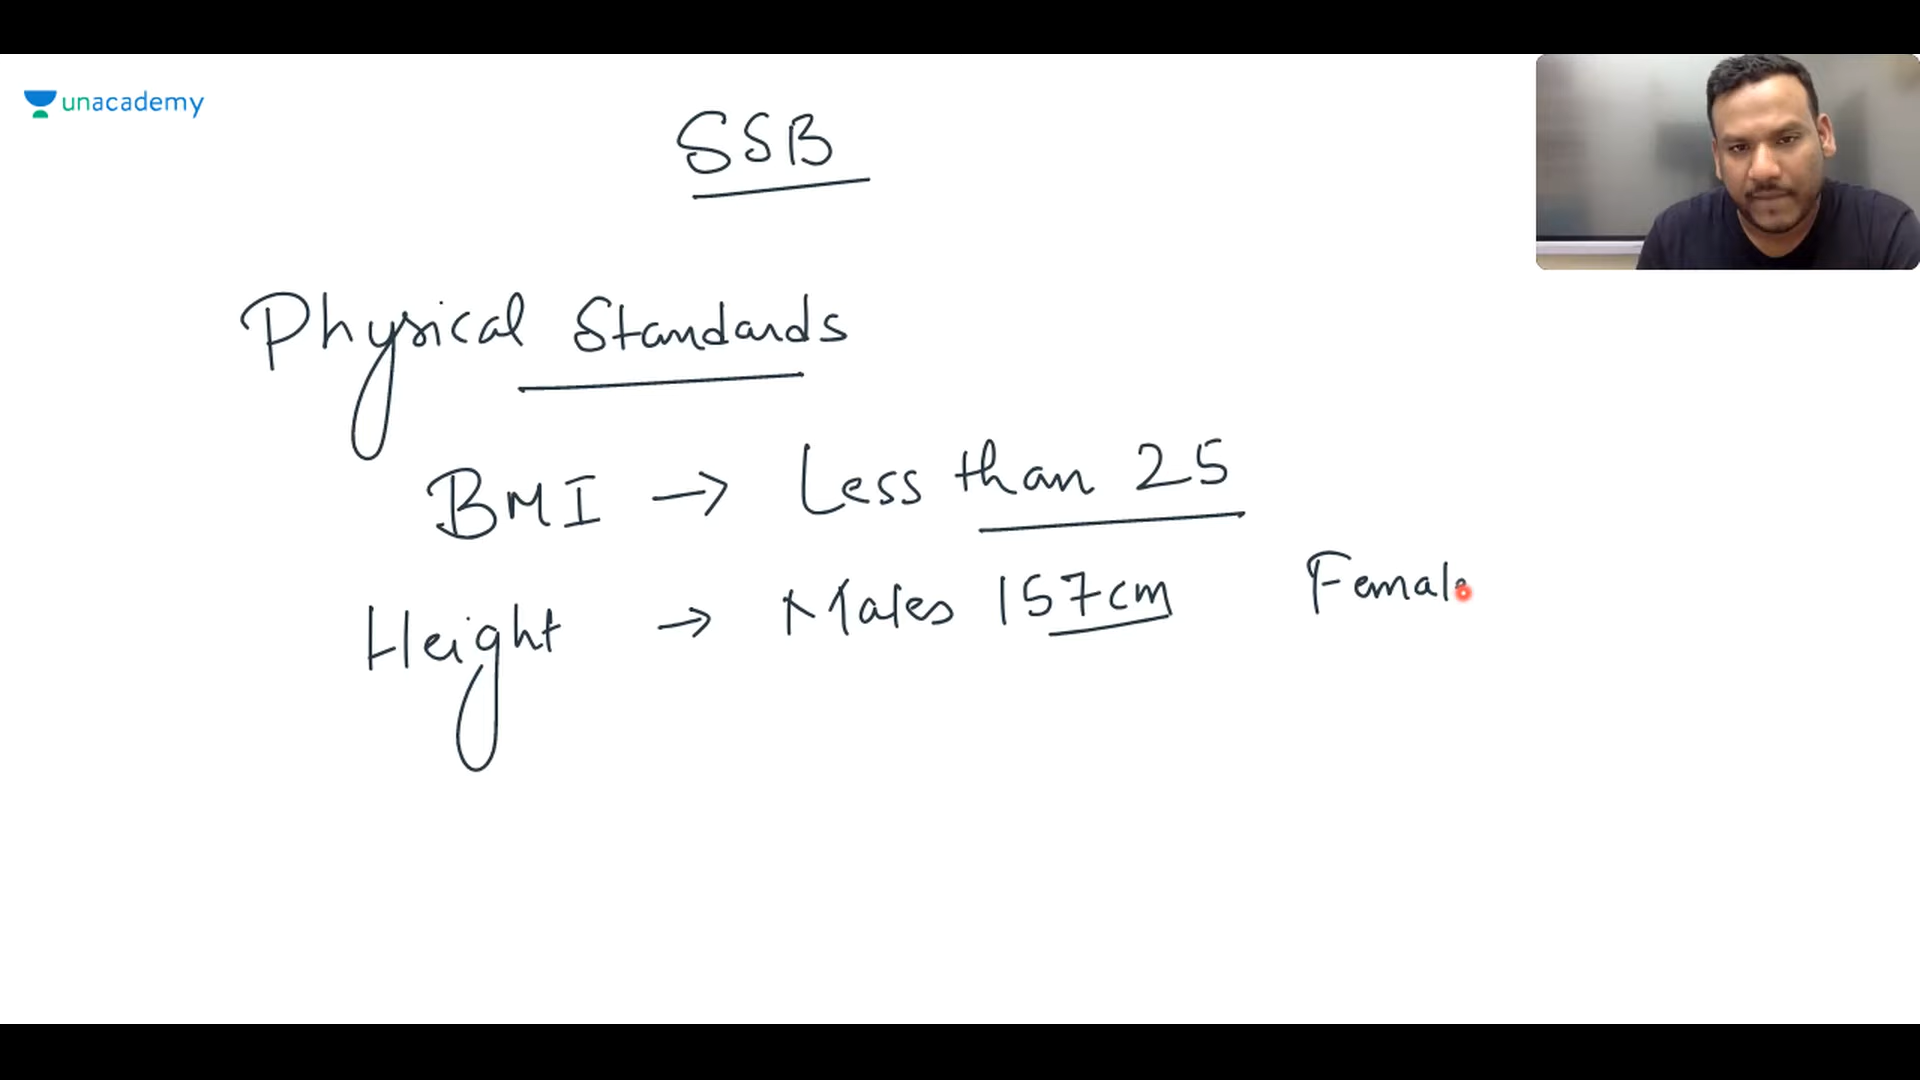 unacademy
SSB
Physical Standards
BMI → Less than 25
Height → Males 157cm Female